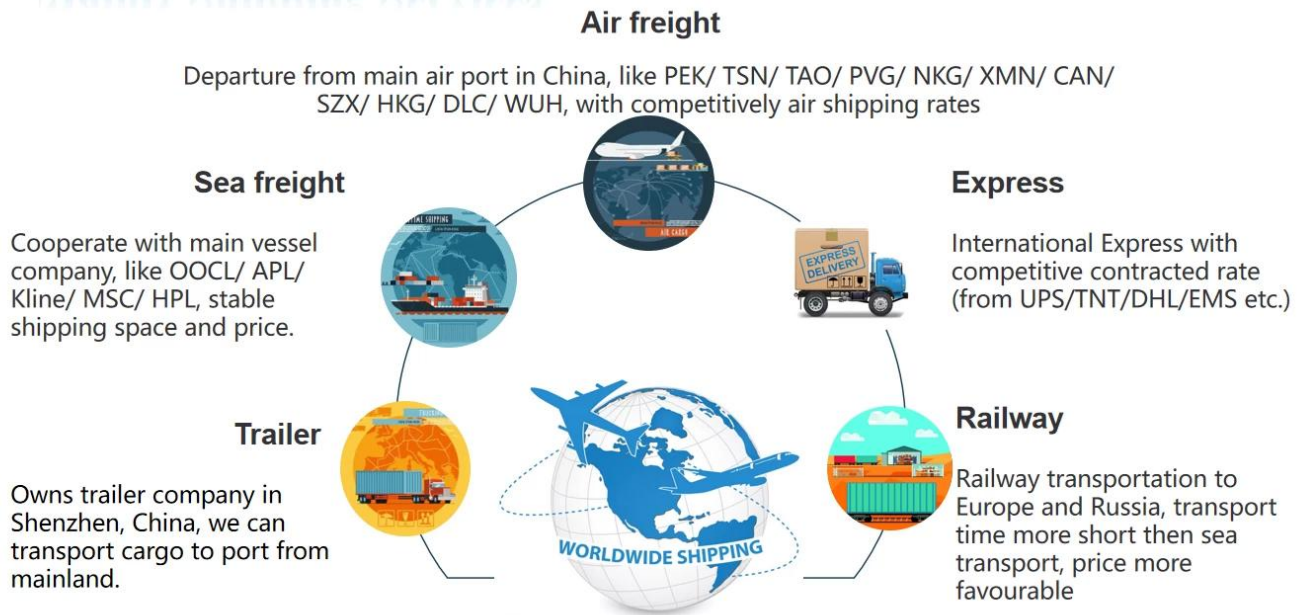 Air freight
Departure from main air port in China, like PEK/ TSN/ TAO/ PVG/ NKG/ XMN/ CAN/
SZX/ HKG/ DLC/ WUH, with competitively air shipping rates
Sea freight
Cooperate with main vessel
company, like OOCL/ APL/
Kline/ MSC/ HPL, stable
shipping space and price.
Express
International Express with
competitive contracted rate
(from UPS/TNT/DHL/EMS etc.)
Trailer
Owns trailer company in
Shenzhen, China, we can
transport cargo to port from
mainland.
Railway
Railway transportation to
Europe and Russia, transport
time more short then sea
transport, price more
favourable
SHIPPING
AIR CARGO
EXPRESS
DELIVERY
WORLDWIDE SHIPPING